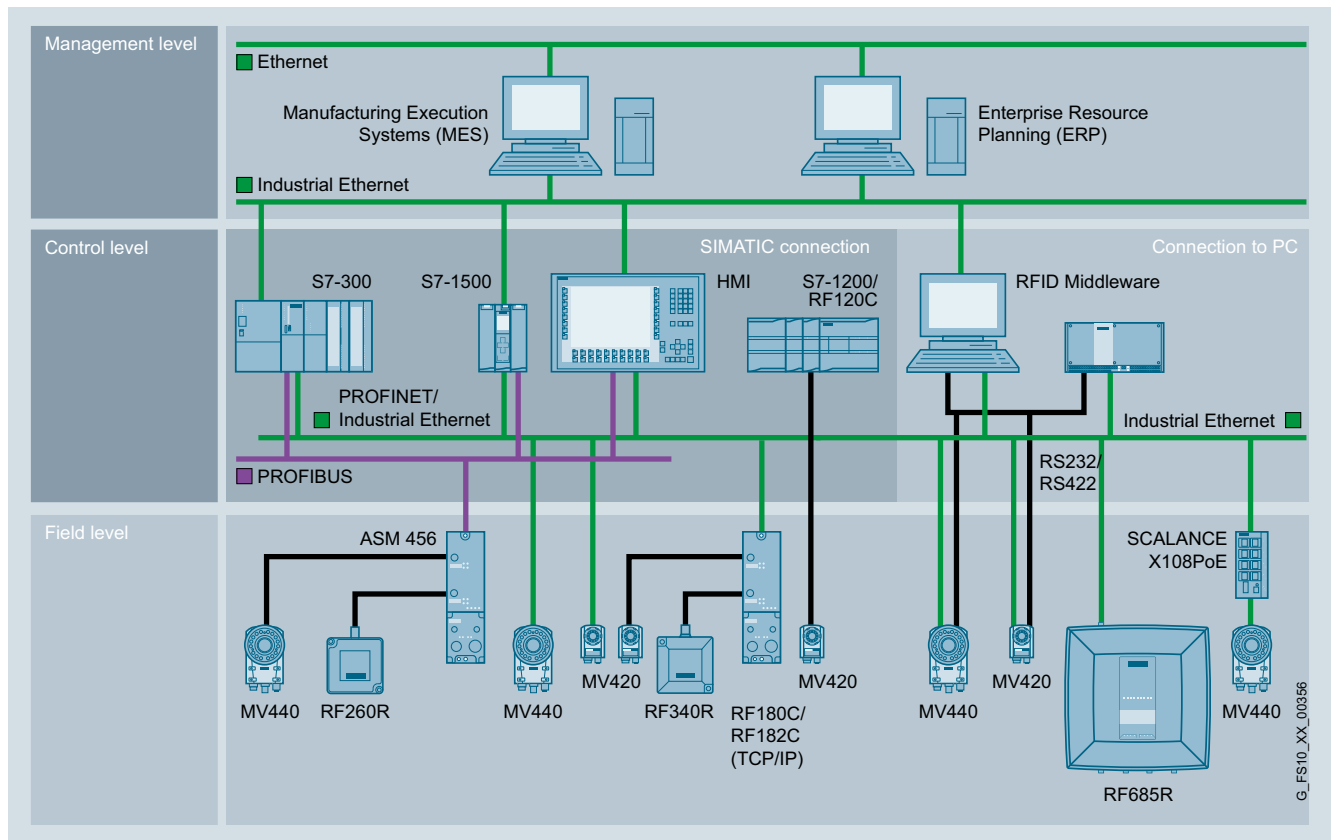 Management level
Ethernet
Manufacturing Execution
Systems (MES)
Enterprise Resource
Planning (ERP)
Industrial Ethernet
Control level
SIMATIC connection
Connection to PC
S7-300
S7-1500
HMI
S7-1200/
RF120C
RFID Middleware
PROFINET/
Industrial Ethernet
Industrial Ethernet
PROFIBUS
RS232/
RS422
Field level
ASM 456
SCALANCE
X108PoE
MV440
RF260R
MV440
MV420
RF340R
RF180C/
RF182C
(TCP/IP)
MV420
MV440
MV420
RF685R
MV440
G_FS10_XX_00356